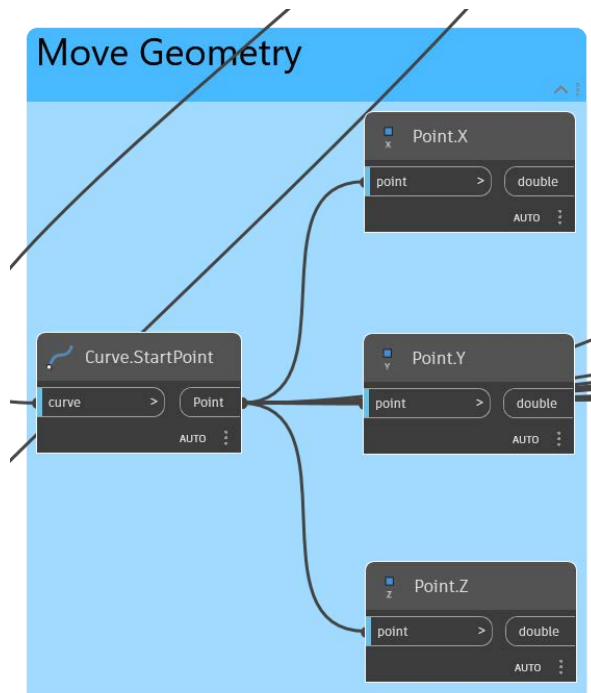 Move Geometry
X
Point.X
point > double
AUTO
Curve.StartPoint
curve > Point
AUTO
Y
Point.Y
point > double
AUTO
Z
Point.Z
point > double
AUTO